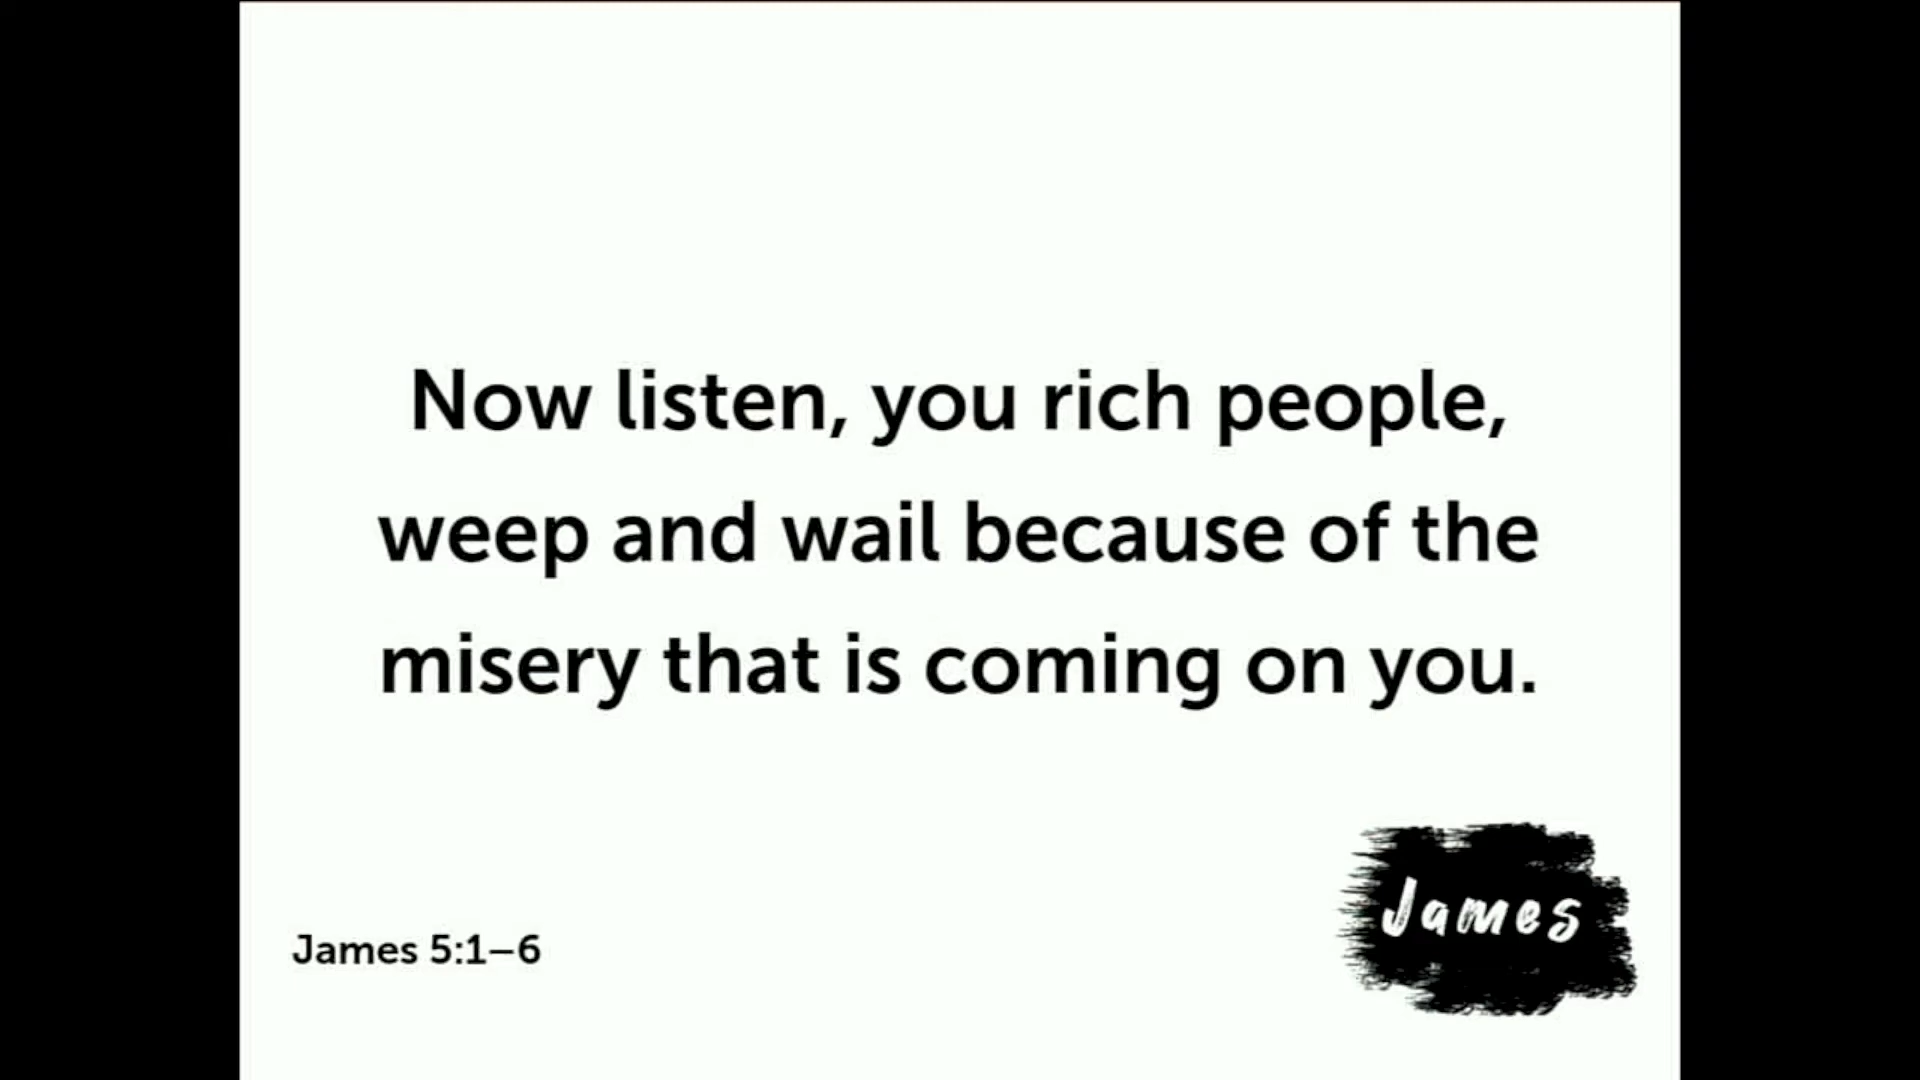 Now listen, you rich people,
weep and wail because of the
misery that is coming on you.
James 5:1–6
James